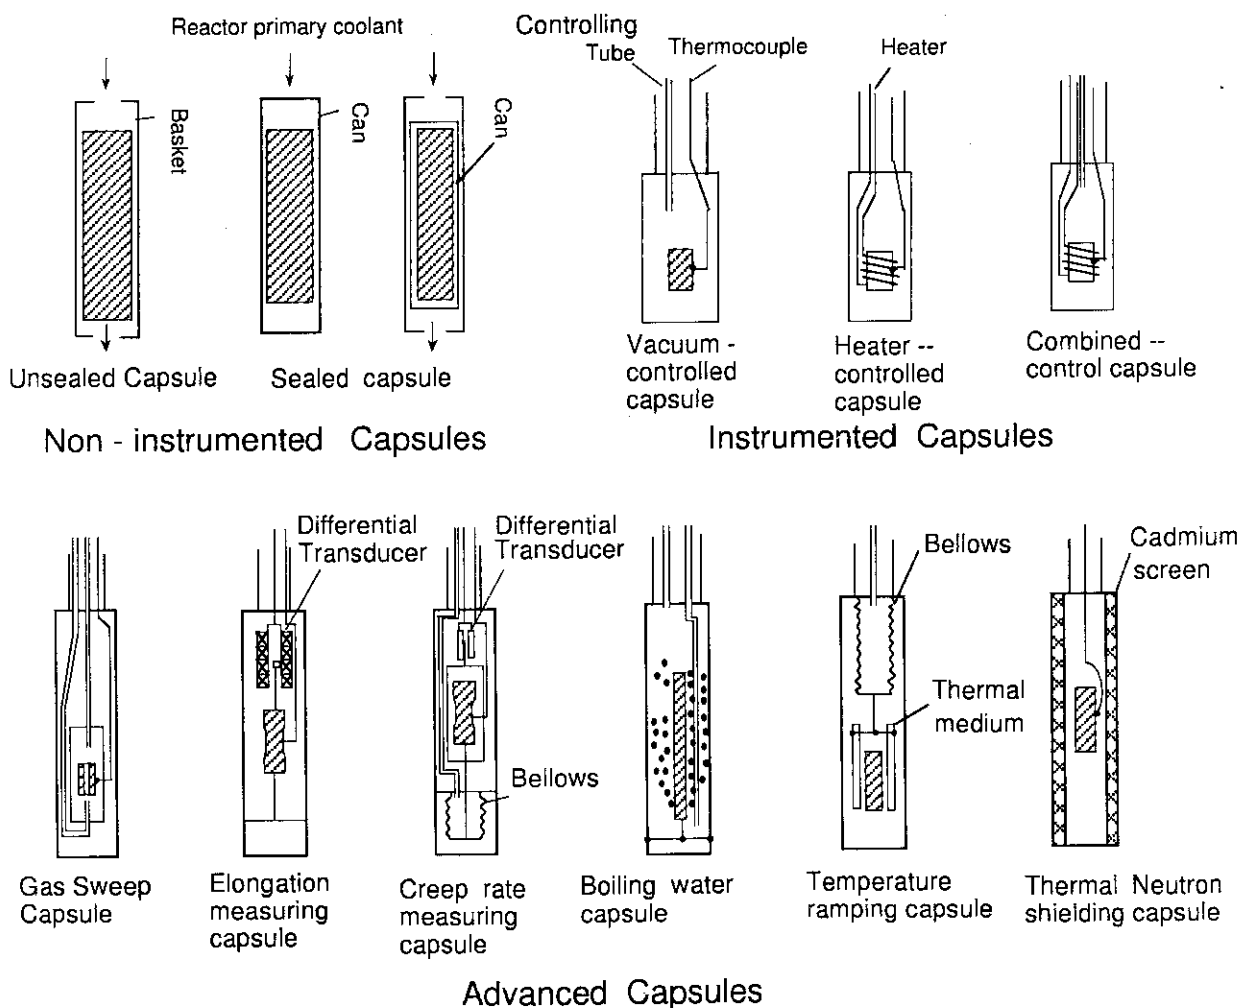 Reactor primary coolant
Basket
Can
Can
Unsealed Capsule
Sealed capsule
Non - instrumented Capsules
Controlling
Tube
Thermocouple
Heater
Vacuum -
controlled
capsule
Heater --
controlled
capsule
Combined --
control capsule
Instrumented Capsules
Differential
Transducer
Differential
Transducer
Bellows
Bellows
Thermal
medium
Cadmium
screen
Gas Sweep
Capsule
Elongation
measuring
capsule
Creep rate
measuring
capsule
Boiling water
capsule
Temperature
ramping capsule
Thermal Neutron
shielding capsule
Advanced Capsules